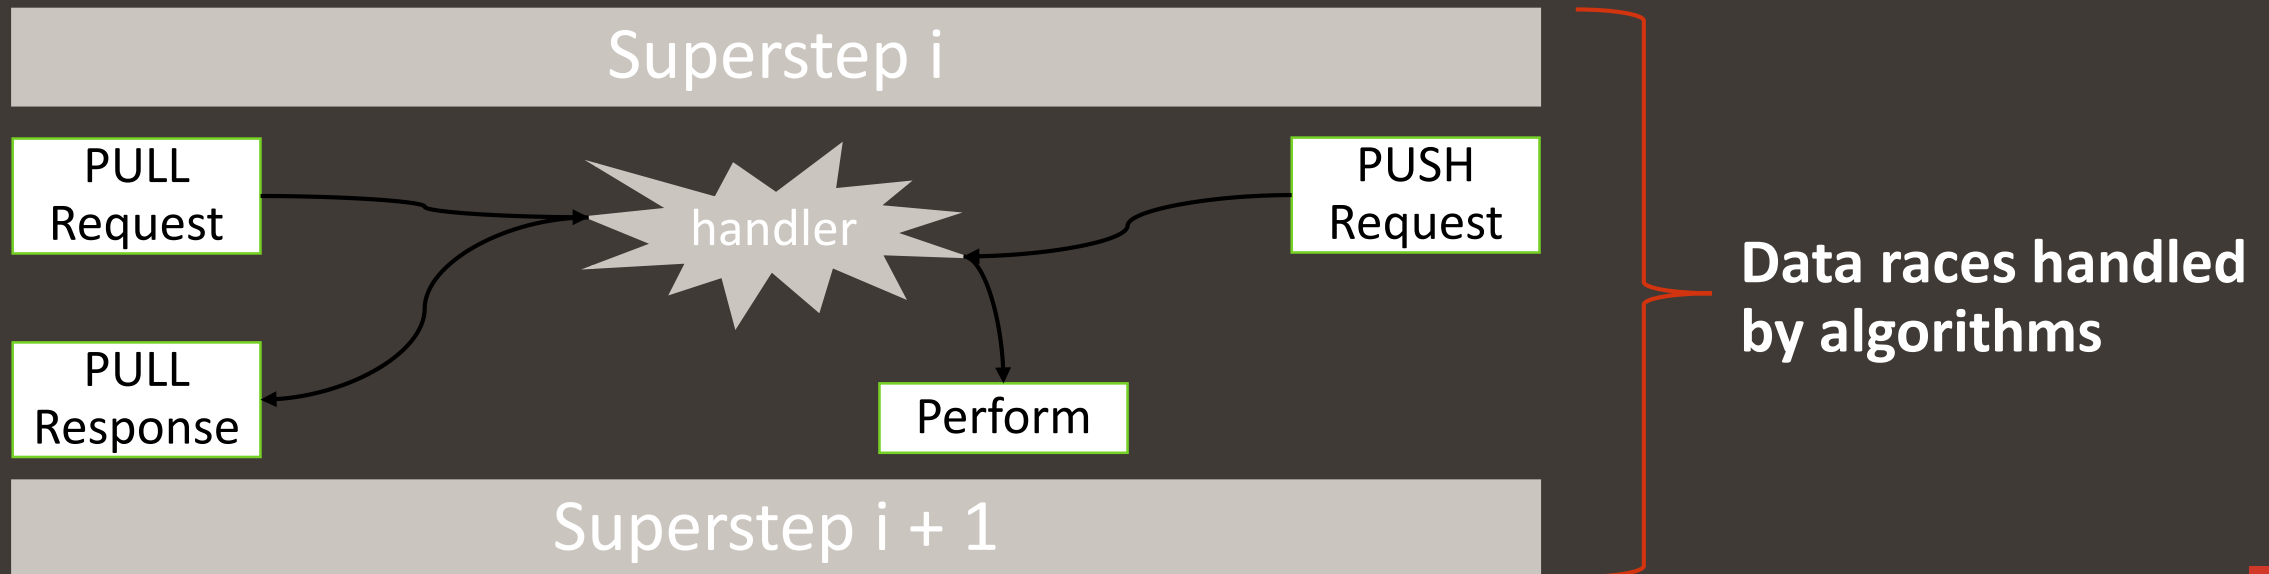 Superstep i
PULL
Request
handler
PUSH
Request
Data races handled
by algorithms
PULL
Response
Perform
Superstep i + 1